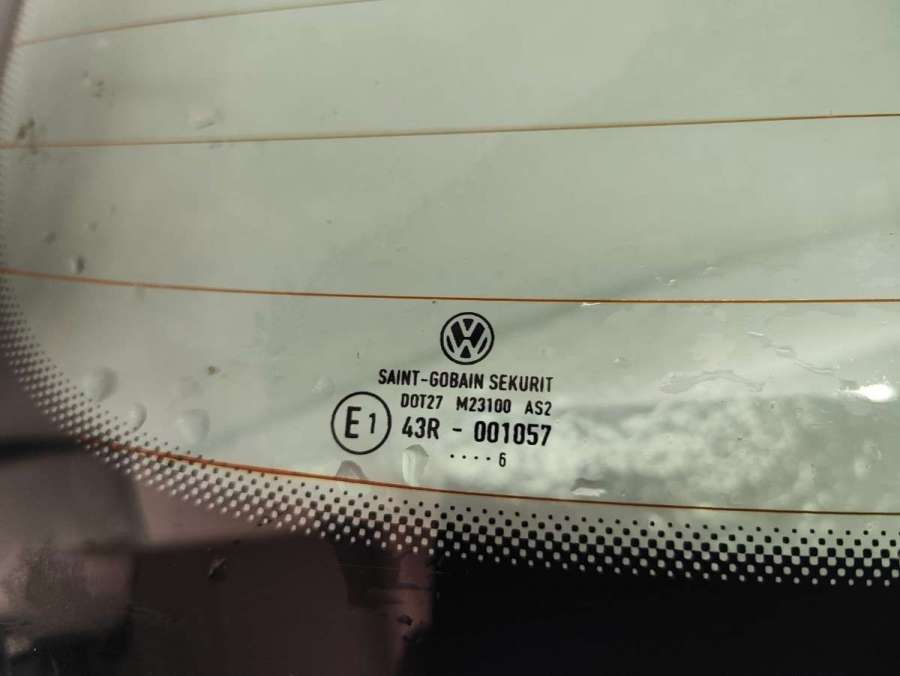 SAINT-GOBAIN SEKURIT
DOT27 M23100 AS2
E1 43R - 001057
....6